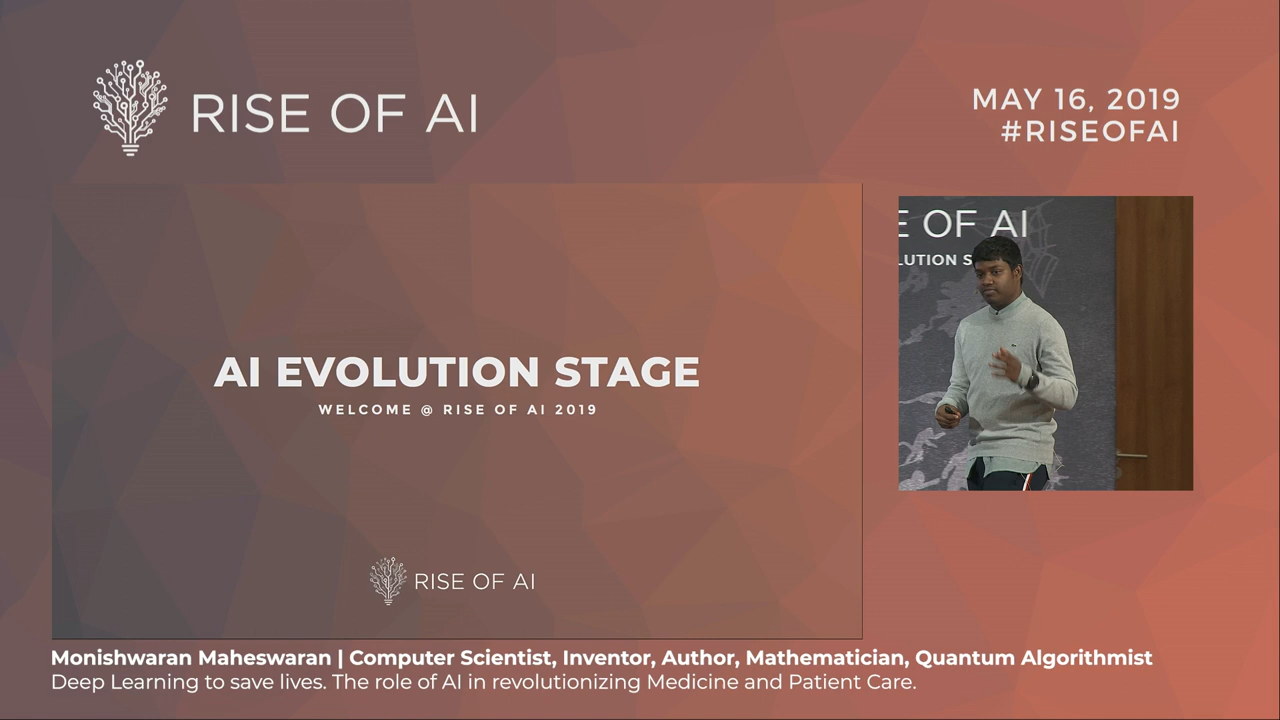 RISE OF AI
MAY 16, 2019
#RISEOFAI
AI EVOLUTION STAGE
WELCOME @ RISE OF AI 2019
RISE OF AI
E OF AI
LUTION S
Monishwaran Maheswaran | Computer Scientist, Inventor, Author, Mathematician, Quantum Algorithmist
Deep Learning to save lives. The role of AI in revolutionizing Medicine and Patient Care.